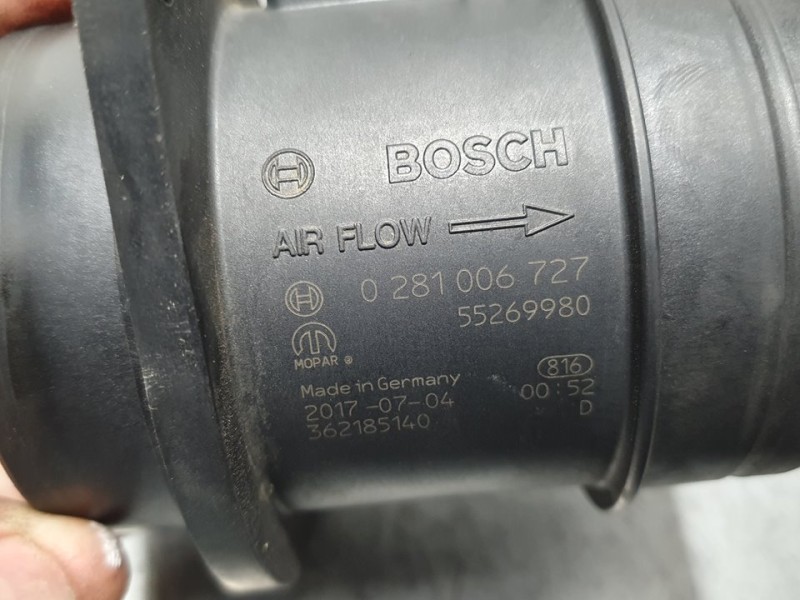 BOSCH
AIR FLOW
0 281 006 727
55269980
MOPAR ®
816
Made in Germany
00:52
2017-07-04
D
362185140